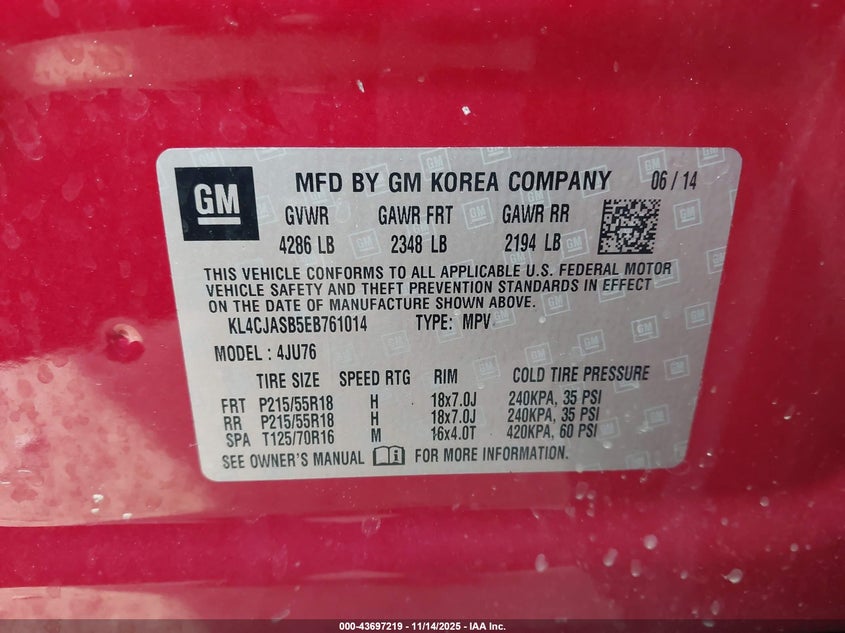 GM MFD BY GM KOREA COMPANY 06 / 14
GVWR GAWR FRT GAWR RR
4286 LB 2348 LB 2194 LB
THIS VEHICLE CONFORMS TO ALL APPLICABLE U.S. FEDERAL MOTOR
VEHICLE SAFETY AND THEFT PREVENTION STANDARDS IN EFFECT
ON THE DATE OF MANUFACTURE SHOWN ABOVE.
KL4CJASB5EB761014 TYPE: MPV
MODEL : 4JU76
TIRE SIZE SPEED RTG RIM COLD TIRE PRESSURE
FRT P215/55R18 H 18x7.0J 240KPA, 35 PSI
RR P215/55R18 H 18x7.0J 240KPA, 35 PSI
SPA T125/70R16 M 16x4.0T 420KPA, 60 PSI
SEE OWNER'S MANUAL FOR MORE INFORMATION.
000-43697219 - 11/14/2025 - IAA Inc.